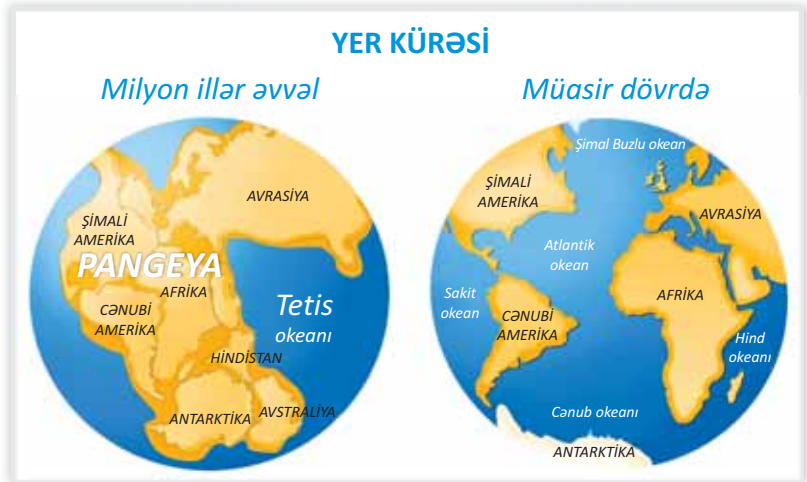 YER KÜRƏSİ
Milyon illər əvvəl
AVRASİYA
ŞİMALİ
AMERİKA
PANGEYA
AFRİKA
CƏNUBİ
AMERİKA
Tetis
okeanı
HİNDİSTAN
ANTARKTİKA
AVSTRALİYA
Müasir dövrdə
Şimal Buzlu okean
ŞİMALİ
AMERİKA
AVRASİYA
Atlantik
okean
Sakit
okean
AFRİKA
CƏNUBİ
AMERİKA
Hind
okeanı
Cənub okeanı
ANTARKTİKA